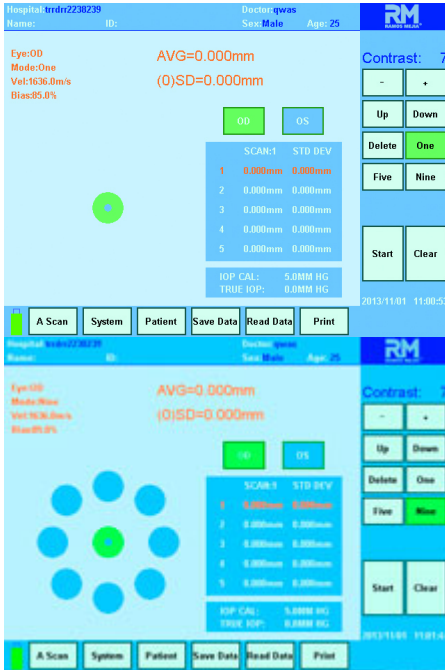 Hospital:trrdrr2238239 Doctor:qwas
Name: ID: Sex:Male Age: 25
RM
Eye:OD
Mode:One
Vel:1636.0m/s
Bias:85.0%
AVG=0.000mm
(0)SD=0.000mm
Contrast: 7
- +
Up Down
Delete One
Five Nine
Start Clear
OD OS
SCAN:1 STD DEV
1 0.000mm 0.000mm
2 0.000mm 0.000mm
3 0.000mm 0.000mm
4 0.000mm 0.000mm
5 0.000mm 0.000mm
IOP CAL: 5.0MM HG
TRUE IOP: 0.0MM HG
2013/11/01 11:00:5
A Scan System Patient Save Data Read Data Print
Hospital:trrdrr2238239 Doctor:qwas
Name: ID: Sex:Male Age: 25
RM
Eye:OD
Mode:Nine
Vel:1636.0m/s
Bias:85.0%
AVG=0.000mm
(0)SD=0.000mm
Contrast: 7
- +
Up Down
Delete One
Five Nine
Start Clear
OD OS
SCAN:1 STD DEV
1 0.000mm 0.000mm
2 0.000mm 0.000mm
3 0.000mm 0.000mm
4 0.000mm 0.000mm
5 0.000mm 0.000mm
IOP CAL: 5.0MM HG
TRUE IOP: 0.0MM HG
2013/11/01 11:01:4
A Scan System Patient Save Data Read Data Print